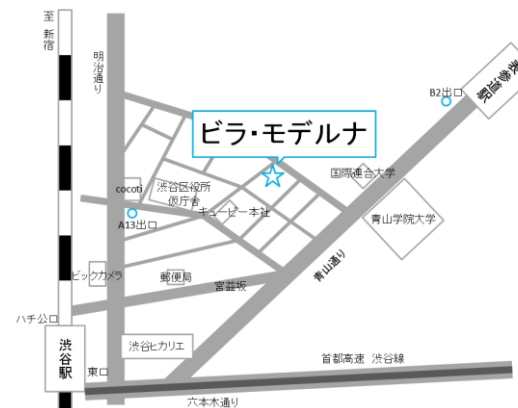 至 新宿
明治通り
表参道駅
B2出口
ビラ・モデルナ
国際連合大学
cocoti
渋谷区役所
仮庁舎
キューピー本社
A13出口
青山学院大学
青山通り
ビックカメラ
郵便局
宮益坂
ハチ公口
渋谷ヒカリエ
渋谷駅
東口
首都高速 渋谷線
六本木通り